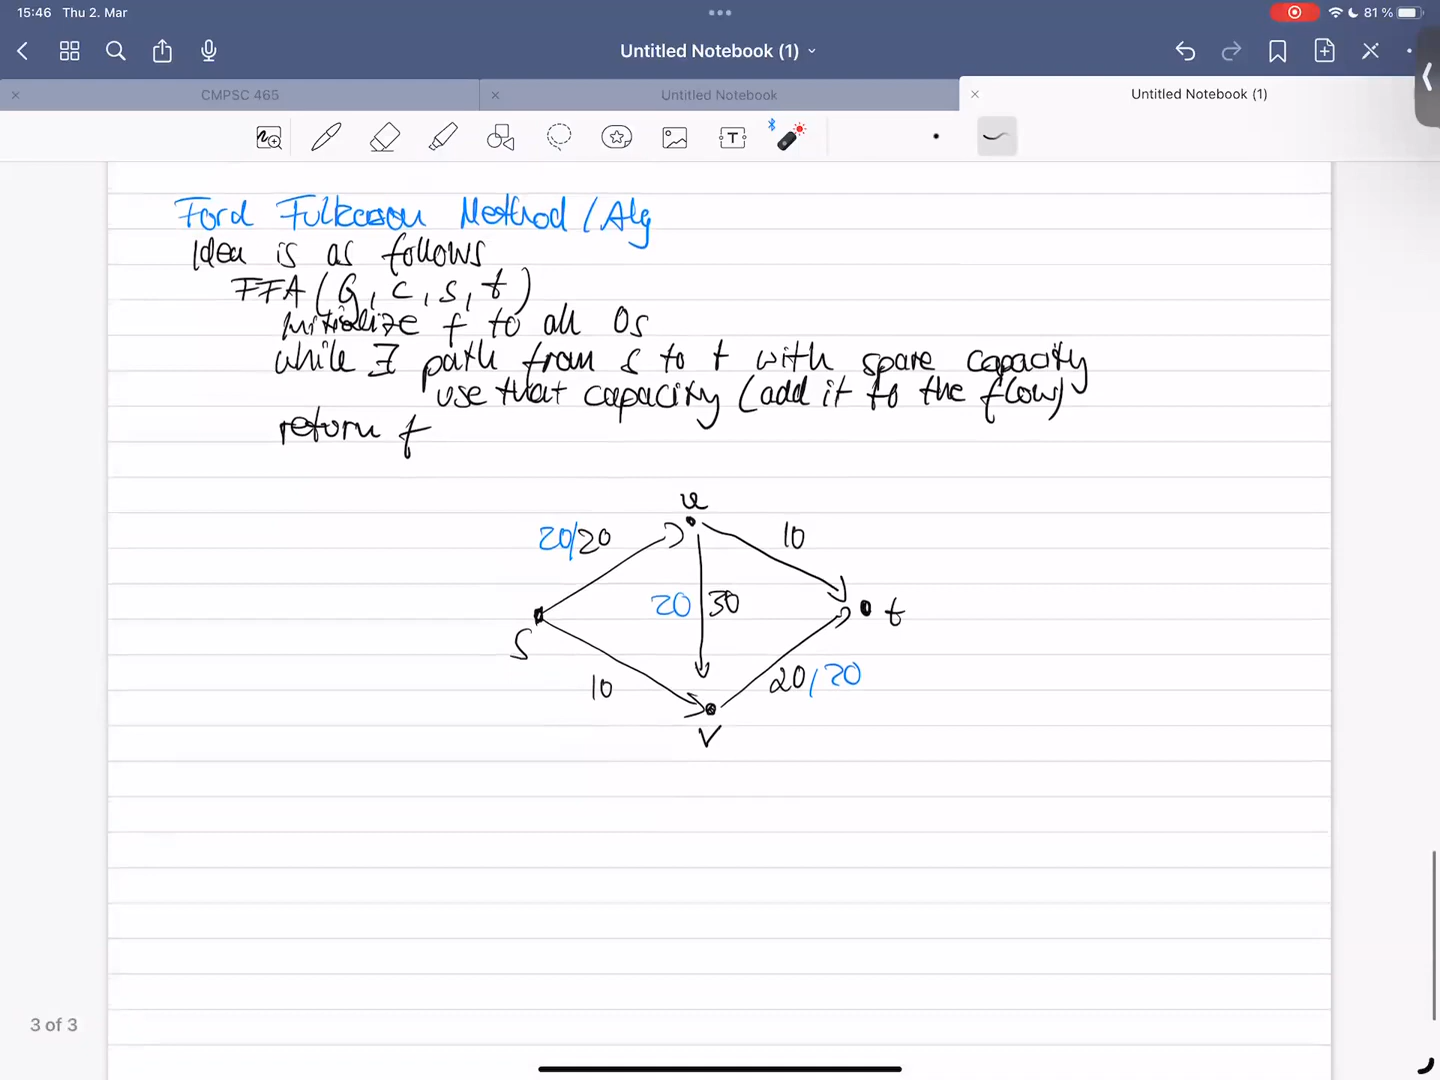 15:46 Thu 2. Mar
81 %
Untitled Notebook (1)
CMPSC 465
Untitled Notebook
Untitled Notebook (1)
T
Ford Fulkerson Method/Alg
Idea is as follows
FFA(G, c, s, t)
initialize f to all 0s
while ∃ path from s to t with spare capacity
use that capacity (add it to the flow)
return f
u
20/20
10
20 30
t
s
10
20/20
v
3 of 3